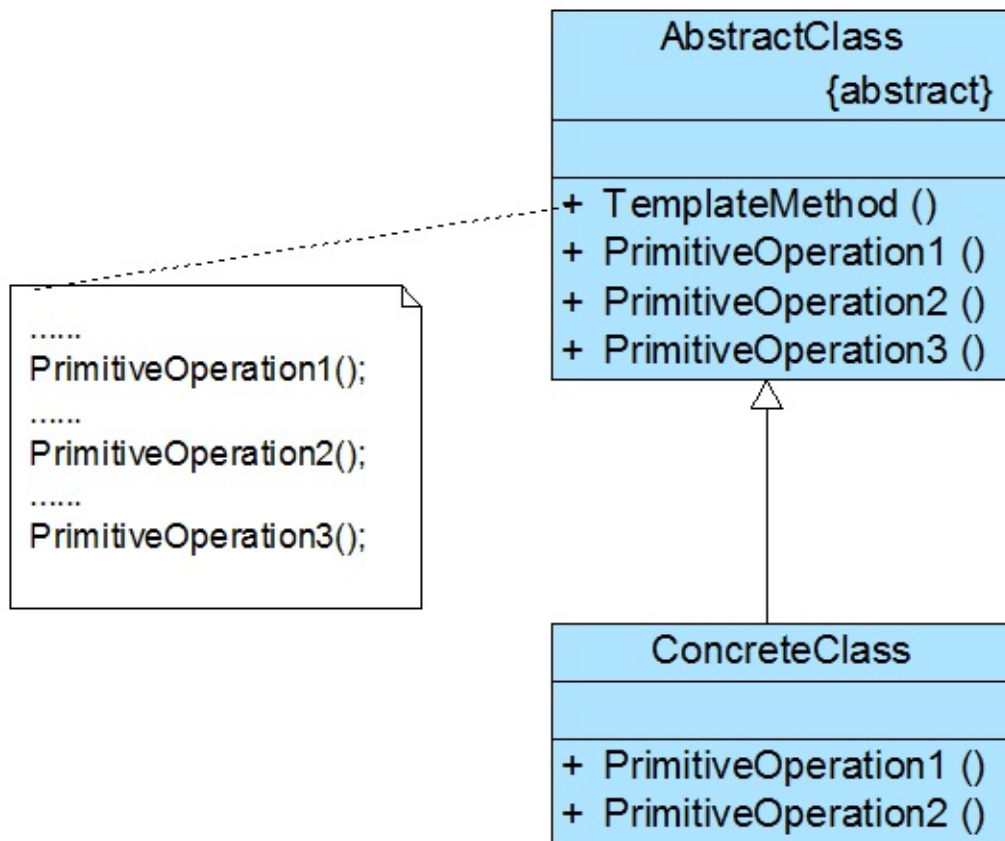 AbstractClass
{abstract}
+ TemplateMethod ()
+ PrimitiveOperation1 ()
+ PrimitiveOperation2 ()
+ PrimitiveOperation3 ()
......
PrimitiveOperation1();
......
PrimitiveOperation2();
......
PrimitiveOperation3();
ConcreteClass
+ PrimitiveOperation1 ()
+ PrimitiveOperation2 ()